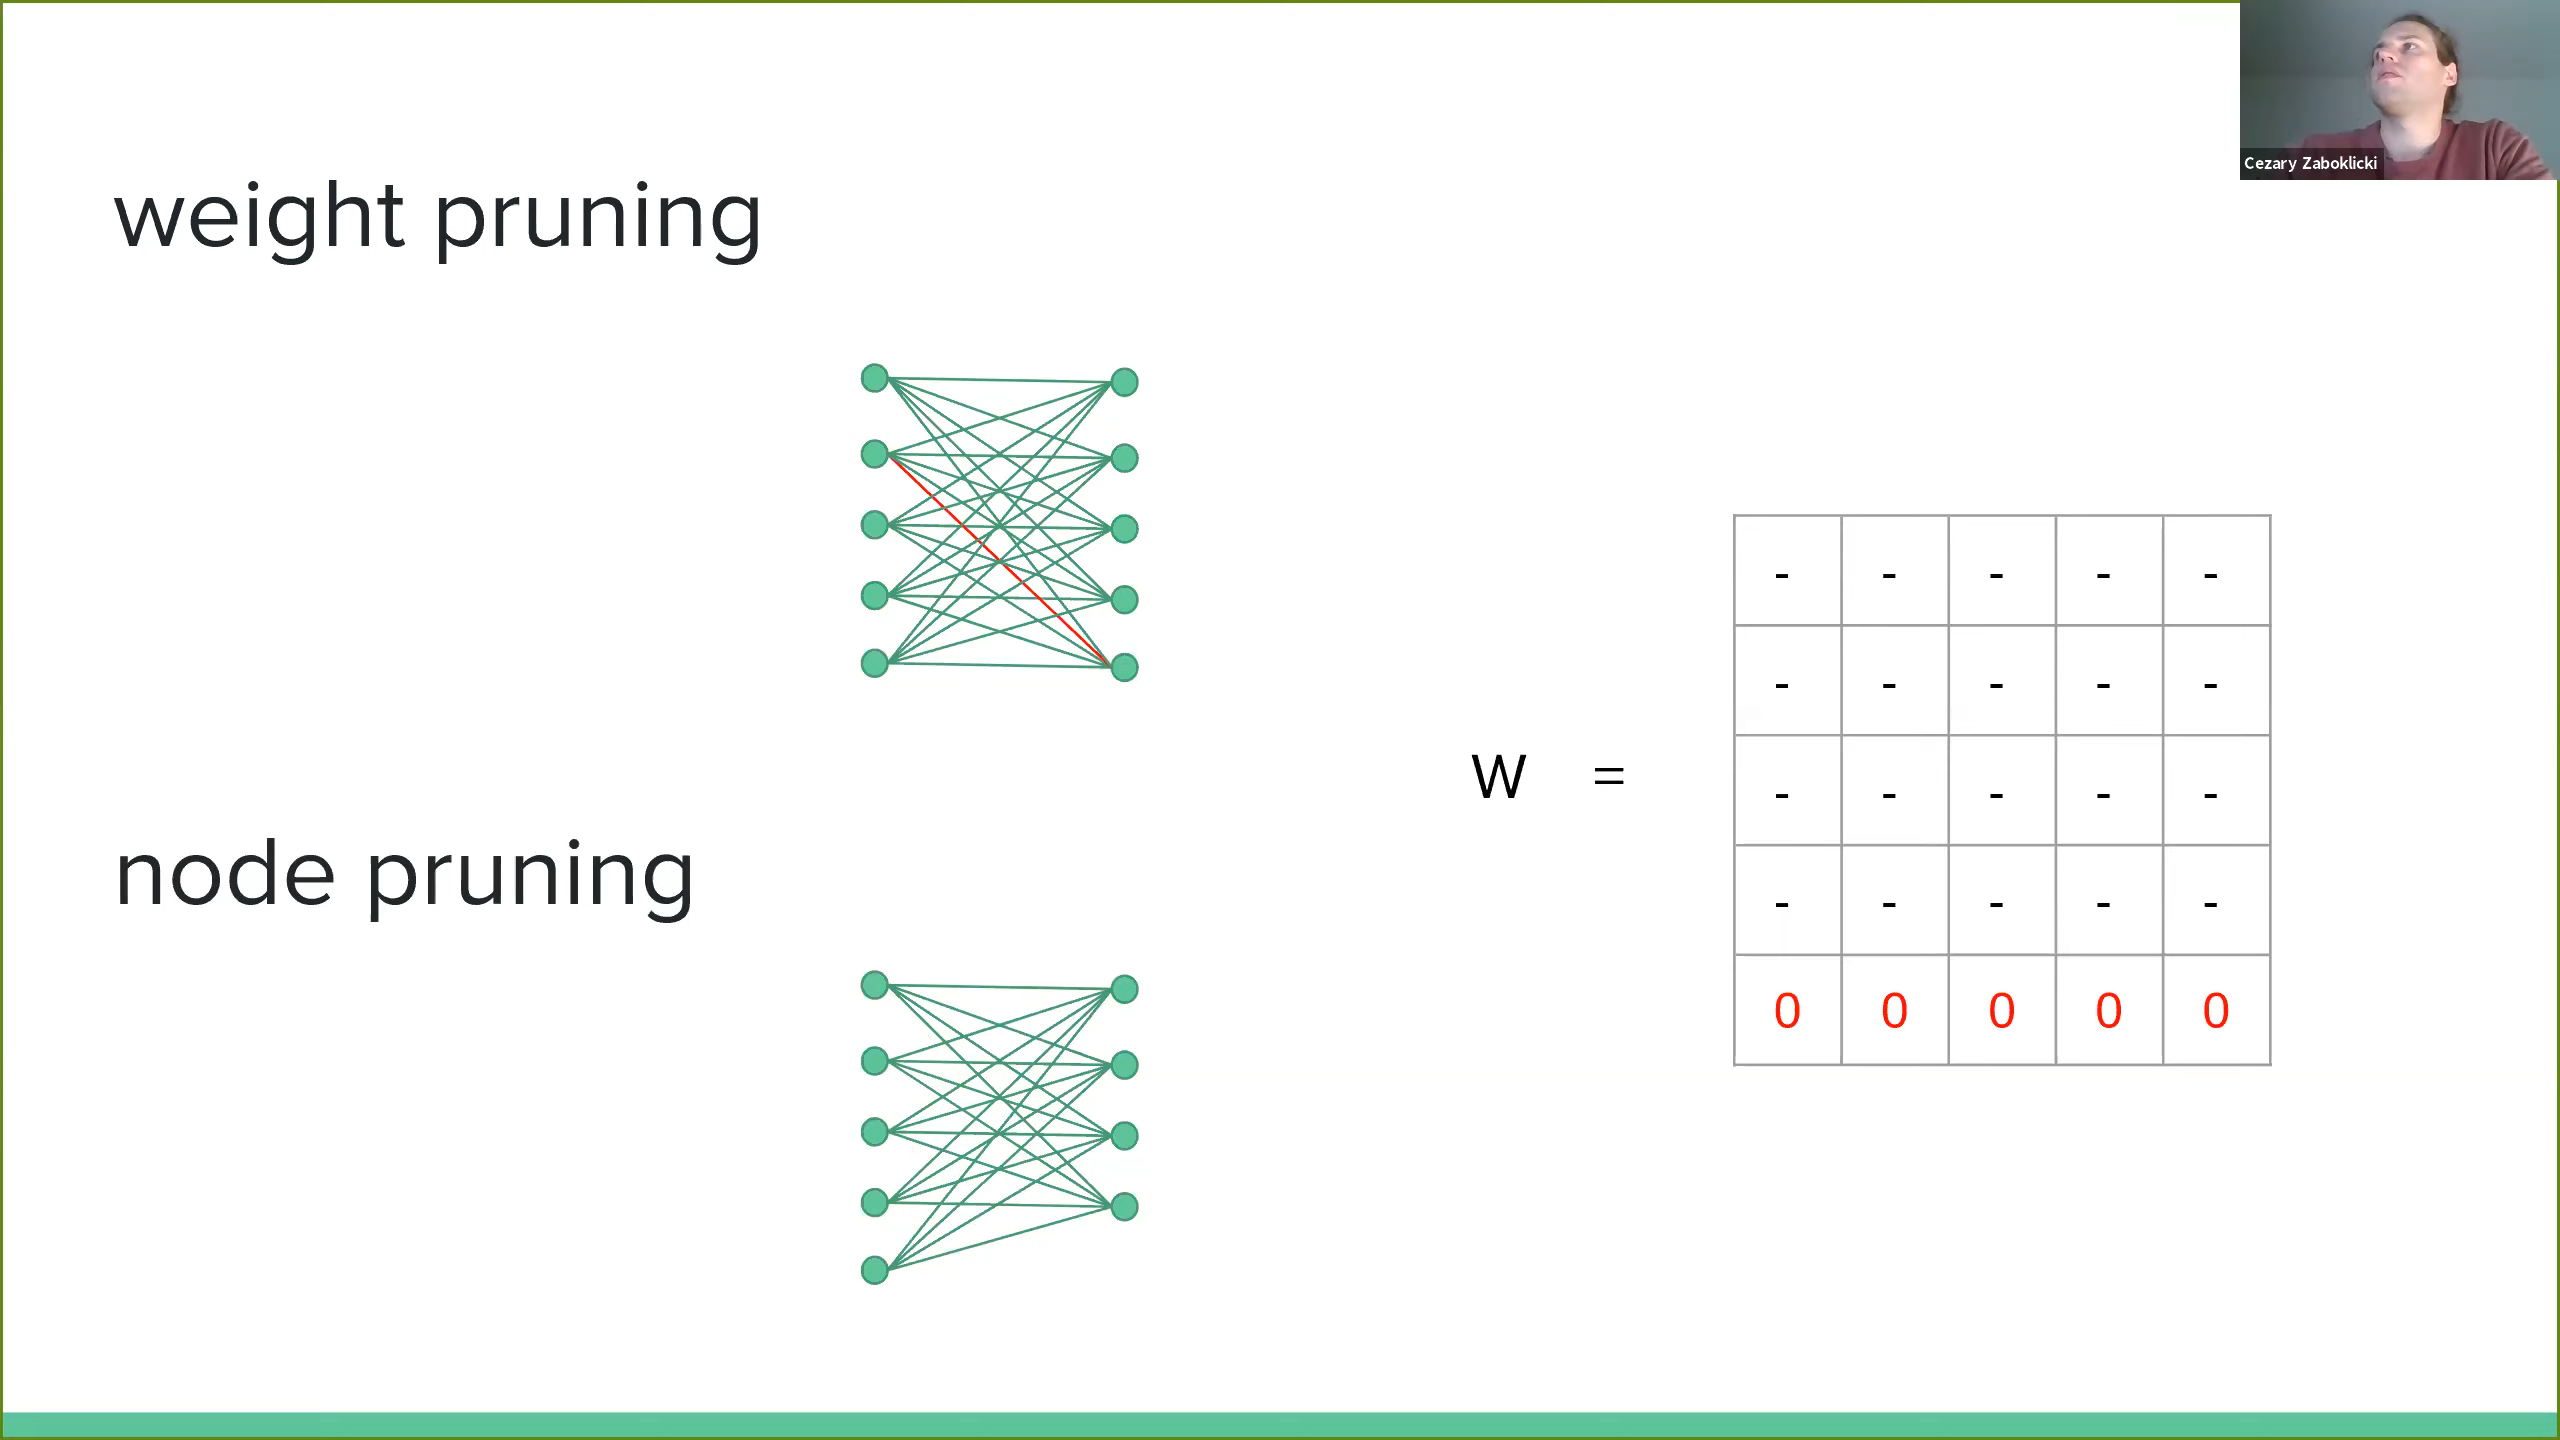 Cezary Zaboklicki
weight pruning
- - - - -
- - - - -
W = - - - - -
- - - - -
0 0 0 0 0
node pruning